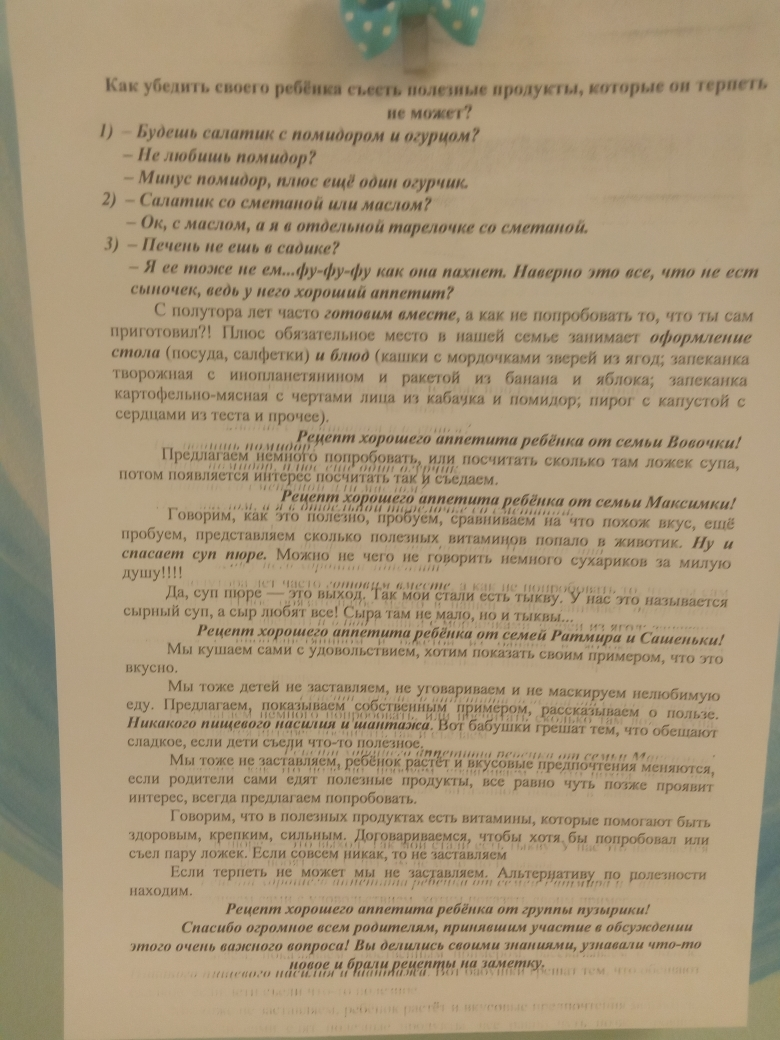 Как убедить своего ребёнка съесть полезные продукты, которые он терпеть
не может?
1) – Будешь салатик с помидором и огурцом?
– Не любишь помидор?
– Минус помидор, плюс ещё один огурчик.
2) – Салатик со сметаной или маслом?
– Ок, с маслом, а я в отдельной тарелочке со сметаной.
3) – Печень не ешь в садике?
– Я ее тоже не ем...фу-фу-фу как она пахнет. Наверно это все, что не ест
сыночек, ведь у него хороший аппетит?
С полутора лет часто готовим вместе, а как не попробовать то, что ты сам
приготовил?! Плюс обязательное место в нашей семье занимает оформление
стола (посуда, салфетки) и блюд (кашки с мордочками зверей из ягод; запеканка
творожная с инопланетянином и ракетой из банана и яблока; запеканка
картофельно-мясная с чертами лица из кабачка и помидор; пирог с капустой с
сердцами из теста и прочее).
Рецепт хорошего аппетита ребёнка от семьи Вовочки!
Предлагаем немного попробовать, или посчитать сколько там ложек супа,
потом появляется интерес посчитать так и съедаем.
Рецепт хорошего аппетита ребёнка от семьи Максимки!
Говорим, как это полезно, пробуем, сравниваем на что похож вкус, ещё
пробуем, представляем сколько полезных витаминов попало в животик. Ну и
спасает суп пюре. Можно не чего не говорить немного сухариков за милую
душу!!!!
Да, суп пюре — это выход. Так мои стали есть тыкву. У нас это называется
сырный суп, а сыр любят все! Сыра там не мало, но и тыквы...
Рецепт хорошего аппетита ребёнка от семей Ратмира и Сашеньки!
Мы кушаем сами с удовольствием, хотим показать своим примером, что это
вкусно.
Мы тоже детей не заставляем, не уговариваем и не маскируем нелюбимую
еду. Предлагаем, показываем собственным примером, рассказываем о пользе.
Никакого пищевого насилия и шантажа. Вот бабушки грешат тем, что обещают
сладкое, если дети съели что-то полезное.
Мы тоже не заставляем, ребёнок растёт и вкусовые предпочтения меняются,
если родители сами едят полезные продукты, все равно чуть позже проявит
интерес, всегда предлагаем попробовать.
Говорим, что в полезных продуктах есть витамины, которые помогают быть
здоровым, крепким, сильным. Договариваемся, чтобы хотя бы попробовал или
съел пару ложек. Если совсем никак, то не заставляем
Если терпеть не может мы не заставляем. Альтернативу по полезности
находим.
Рецепт хорошего аппетита ребёнка от группы пузырики!
Спасибо огромное всем родителям, принявшим участие в обсуждении
этого очень важного вопроса! Вы делились своими знаниями, узнавали что-то
новое и брали рецепты на заметку.